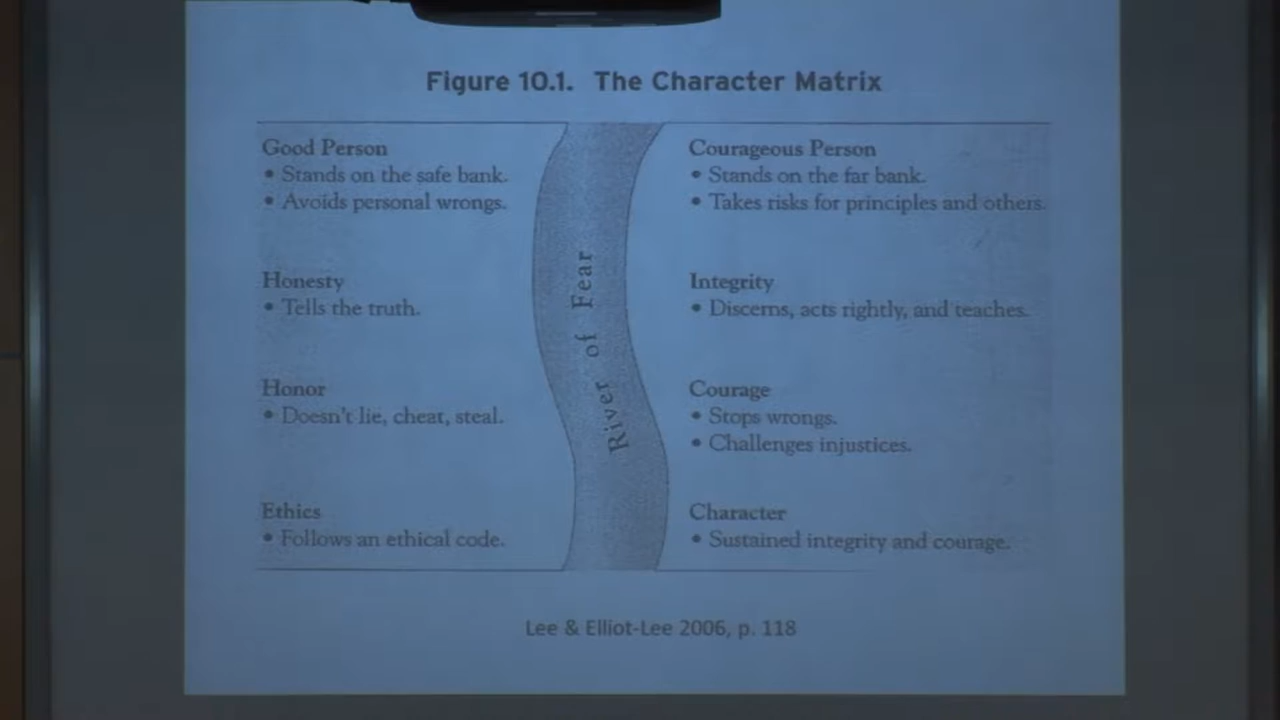 Figure 10.1. The Character Matrix
Good Person
• Stands on the safe bank.
• Avoids personal wrongs.
Honesty
• Tells the truth.
Honor
• Doesn't lie, cheat, steal.
Ethics
• Follows an ethical code.
River of Fear
Courageous Person
• Stands on the far bank.
• Takes risks for principles and others.
Integrity
• Discerns, acts rightly, and teaches.
Courage
• Stops wrongs.
• Challenges injustices.
Character
• Sustained integrity and courage.
Lee & Elliot-Lee 2006, p. 118